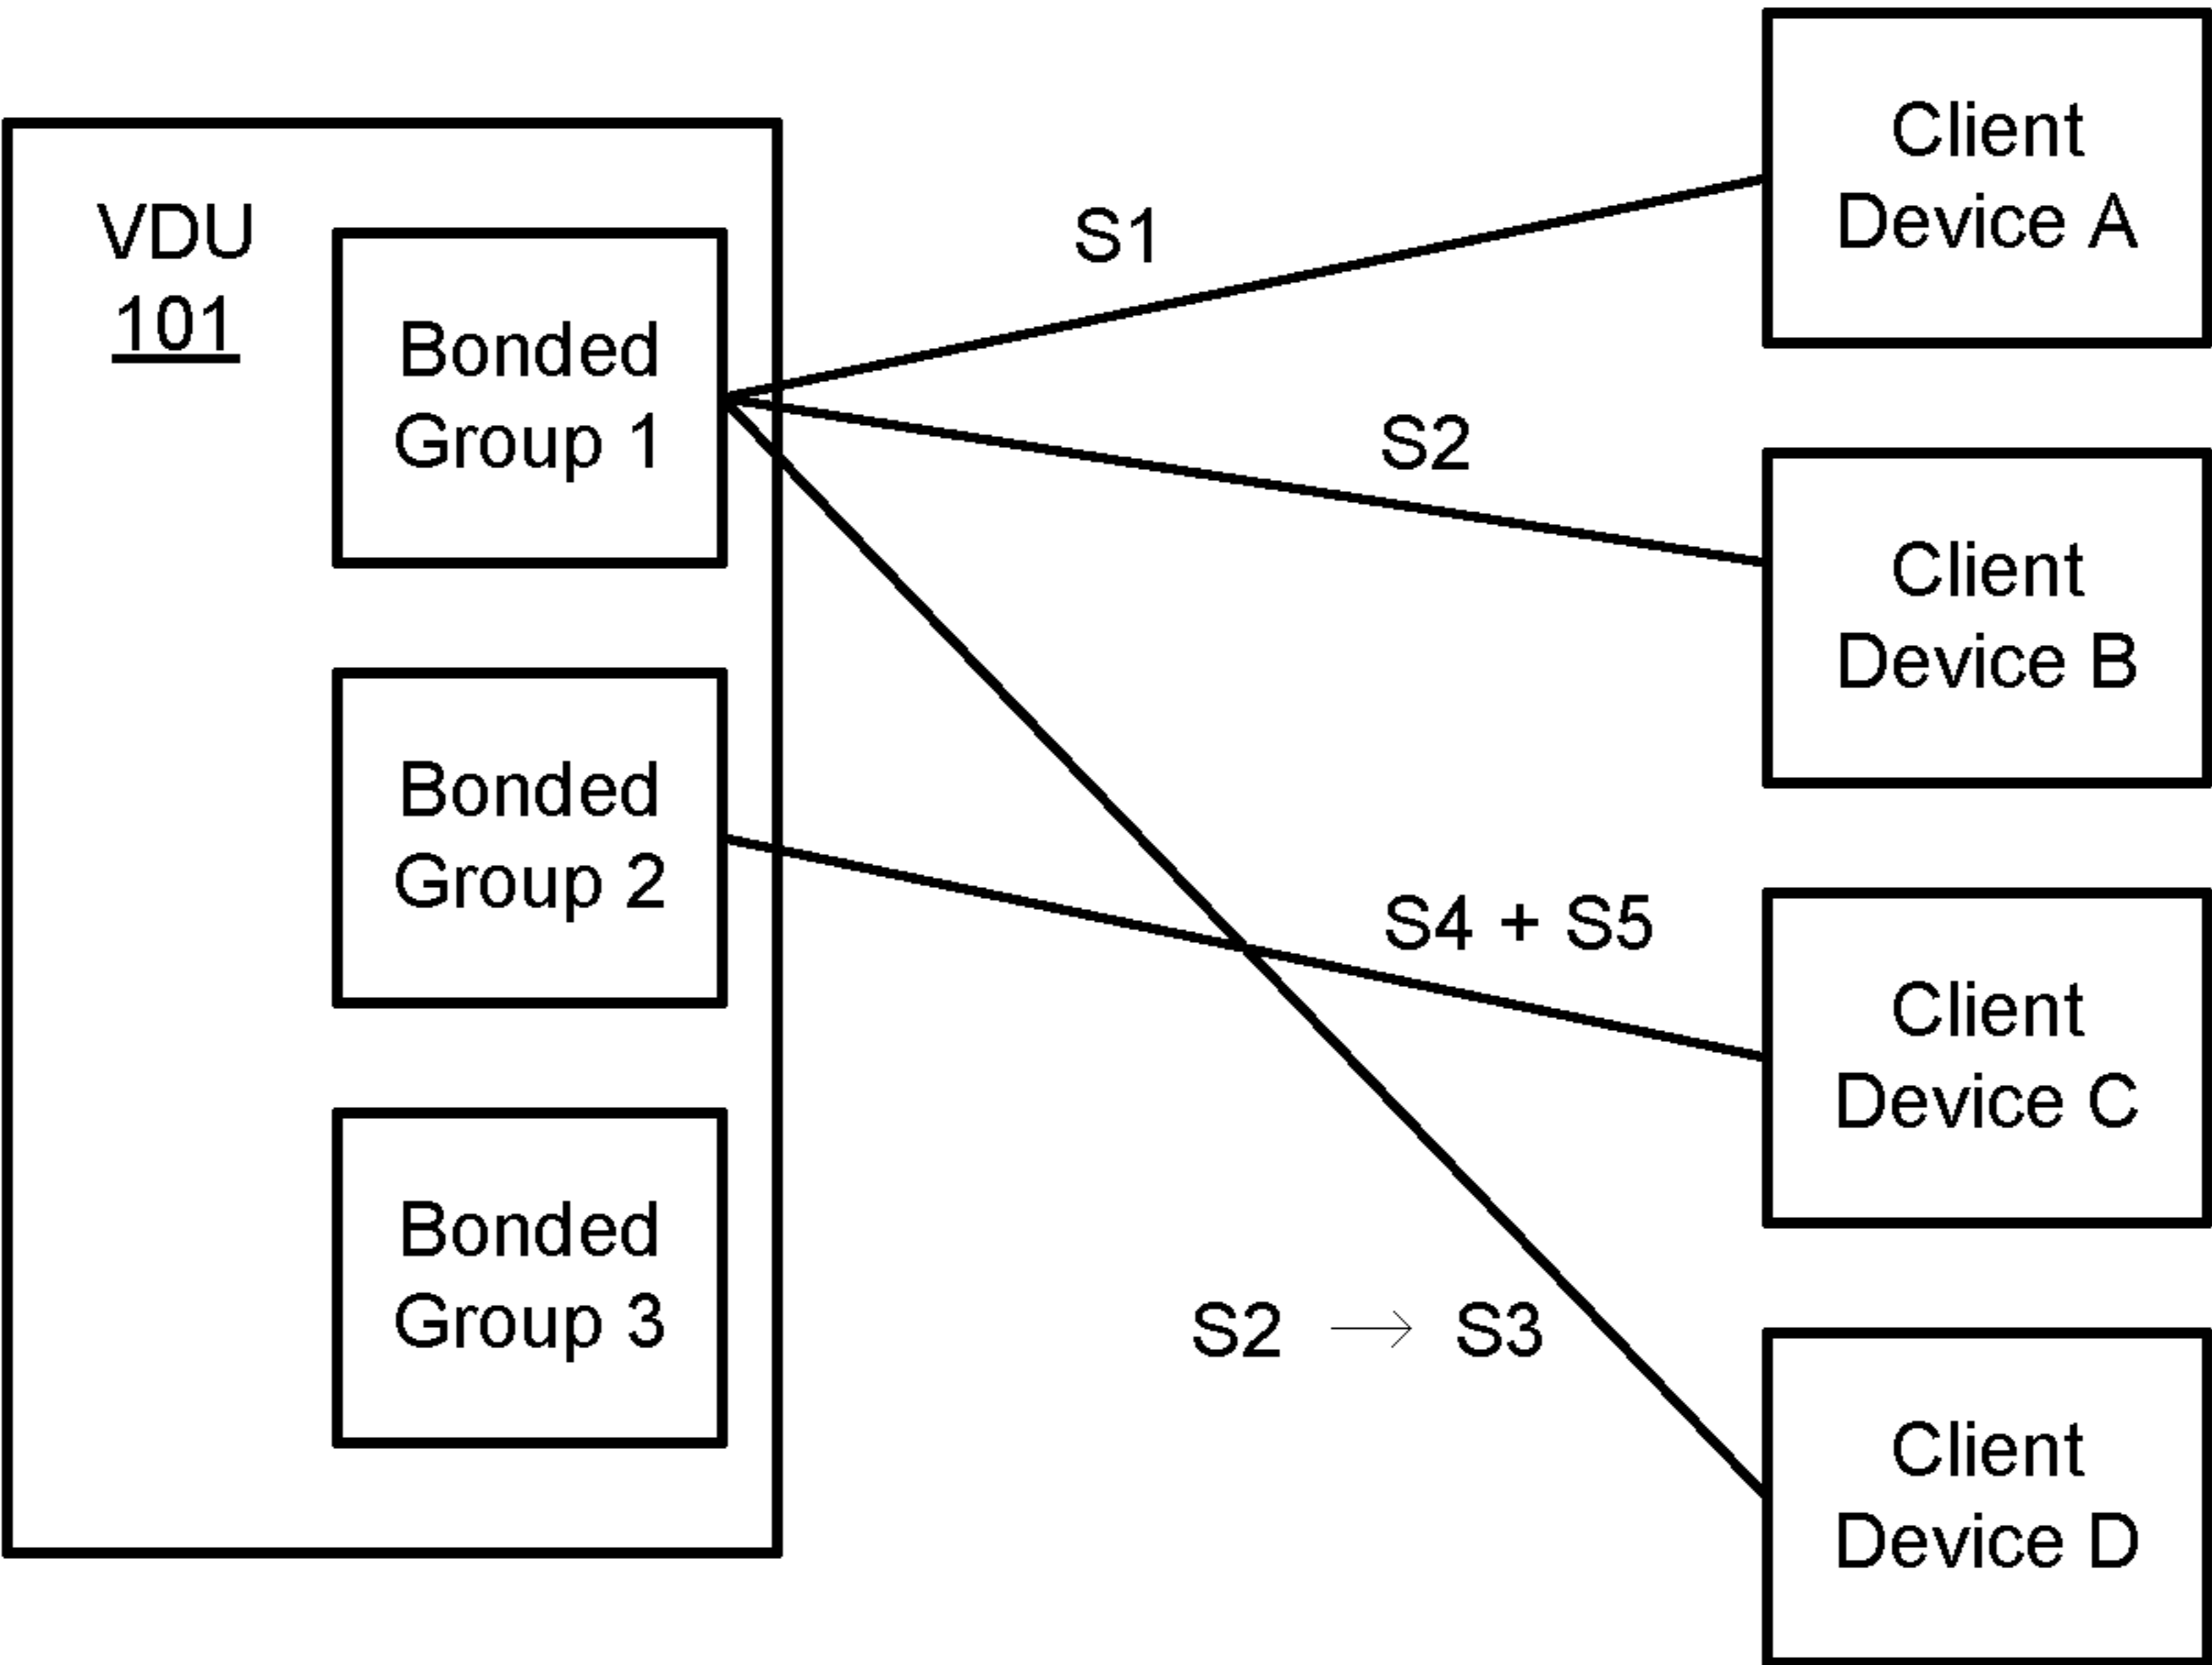 VDU
101
Bonded
Group 1
Bonded
Group 2
Bonded
Group 3
S1
S2
S4 + S5
S2 → S3
Client
Device A
Client
Device B
Client
Device C
Client
Device D